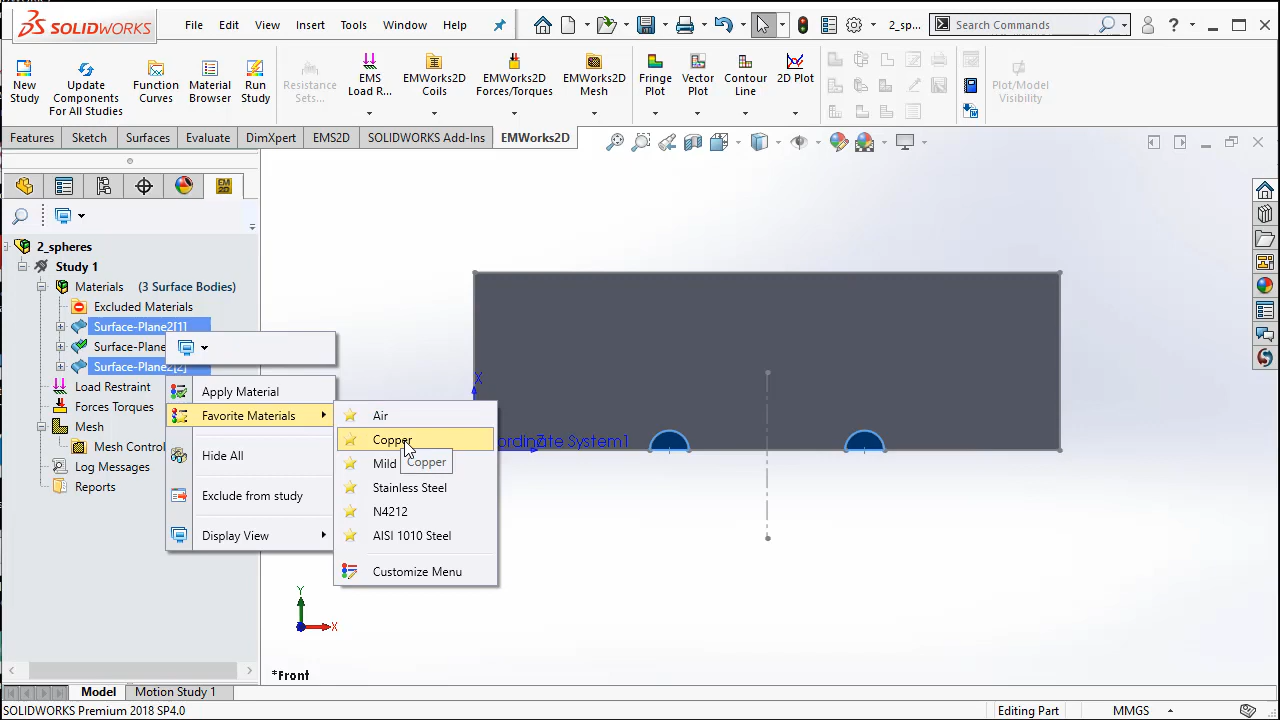 SOLIDWORKS
File Edit View Insert Tools Window Help
2_sp...
Search Commands
New Study
Update Components For All Studies
Function Curves
Material Browser
Run Study
Resistance Sets...
EMS Load R...
EMWorks2D Coils
EMWorks2D Forces/Torques
EMWorks2D Mesh
Fringe Plot
Vector Plot
Contour Line
2D Plot
Plot/Model Visibility
Features Sketch Surfaces Evaluate DimXpert EMS2D SOLIDWORKS Add-Ins EMWorks2D
2_spheres
Study 1
Materials (3 Surface Bodies)
Excluded Materials
Surface-Plane2[1]
Surface-Plane
Surface-Plane2[2]
Load Restraint
Forces Torques
Mesh
Mesh Control
Log Messages
Reports
Apply Material
Favorite Materials
Hide All
Exclude from study
Display View
Air
Copper
Mild
Copper
Stainless Steel
N4212
AISI 1010 Steel
Customize Menu
X
ordinate System1
Z
Y
X
*Front
Model Motion Study 1
SOLIDWORKS Premium 2018 SP4.0
Editing Part
MMGS